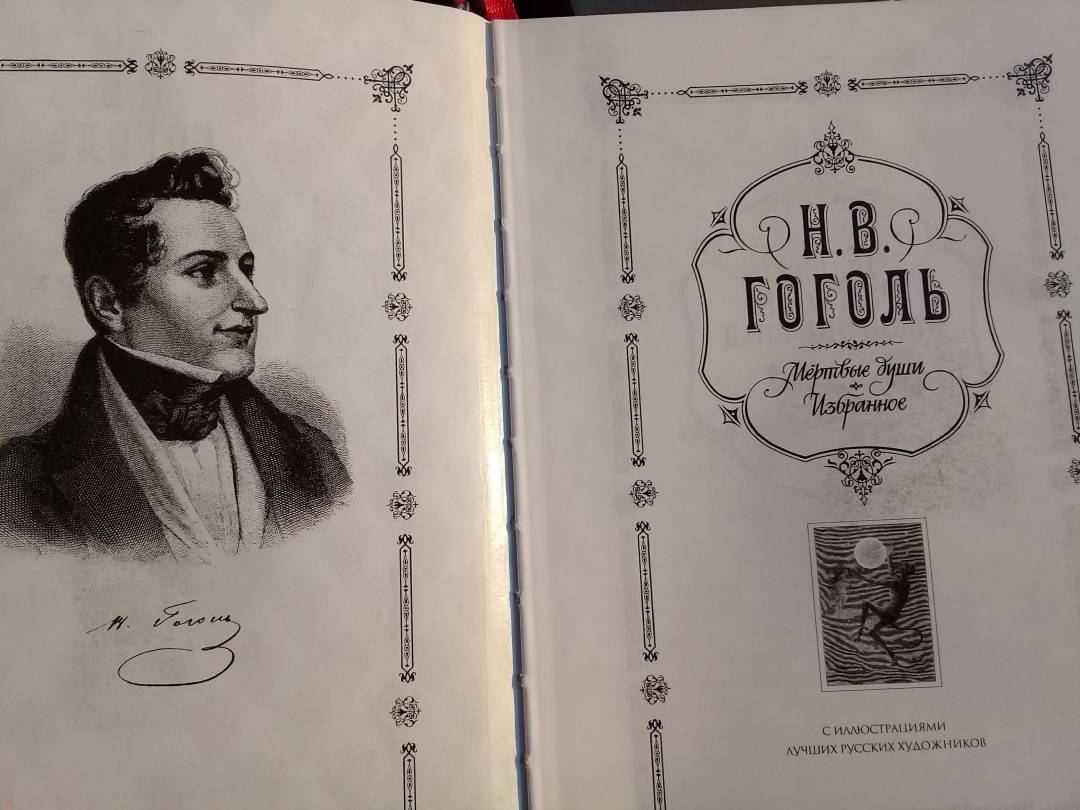 Н. Гоголь
Н.В.
ГОГОЛЬ
Мёртвые души
Избранное
С ИЛЛЮСТРАЦИЯМИ
ЛУЧШИХ РУССКИХ ХУДОЖНИКОВ